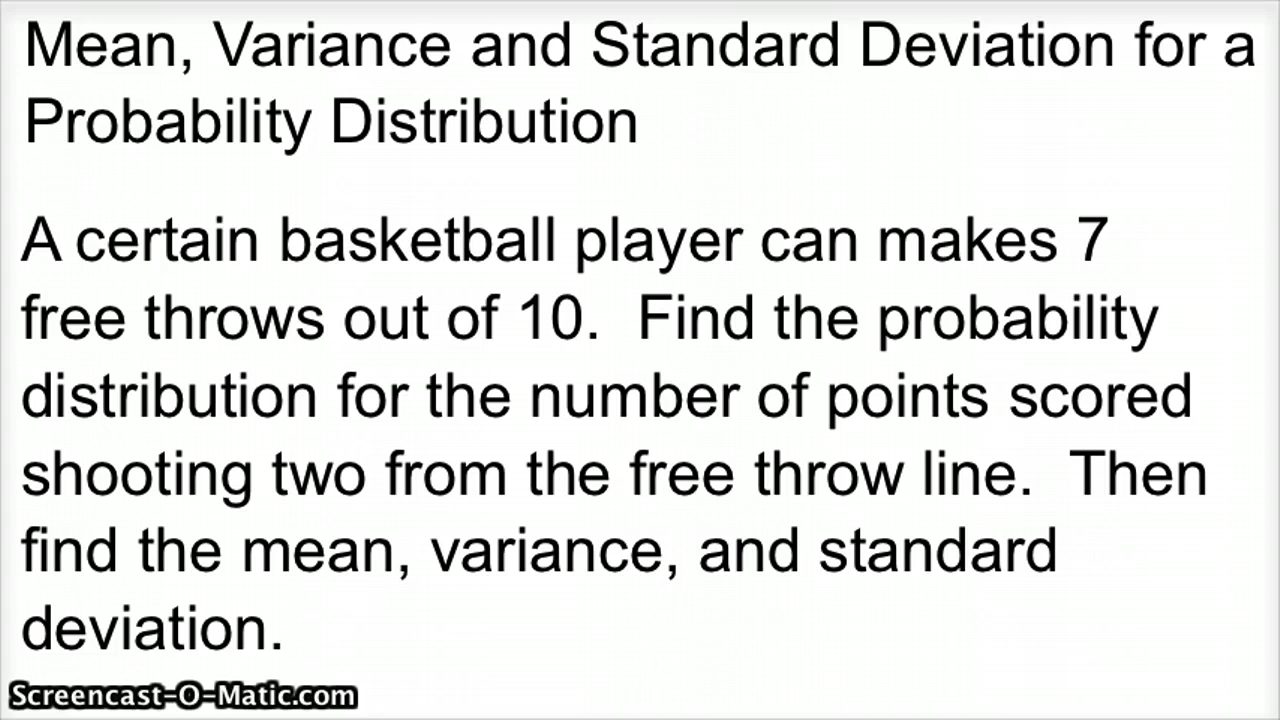 Mean, Variance and Standard Deviation for a
Probability Distribution
A certain basketball player can makes 7
free throws out of 10.  Find the probability
distribution for the number of points scored
shooting two from the free throw line.  Then
find the mean, variance, and standard
deviation.
Screencast-O-Matic.com